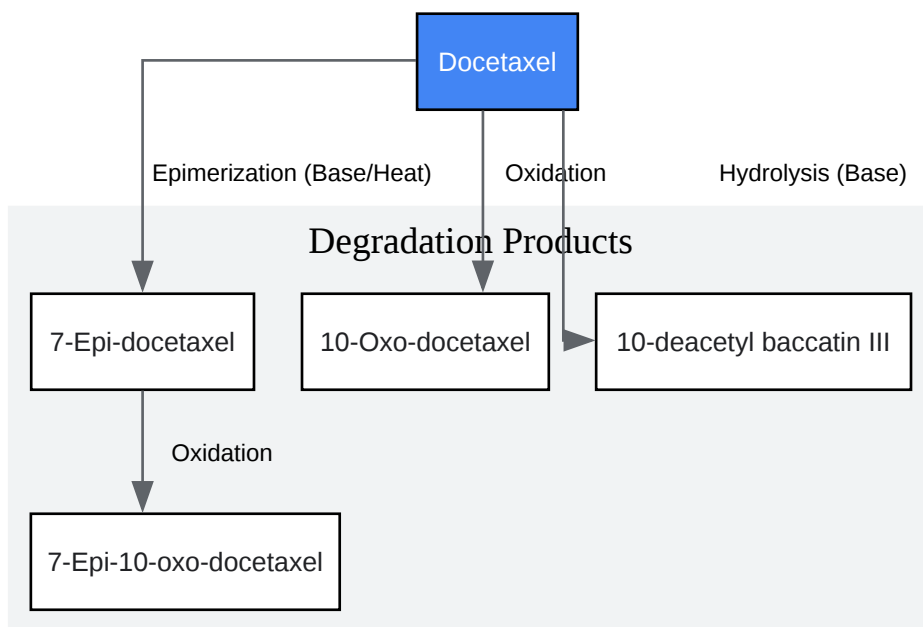 Docetaxel
Epimerization (Base/Heat)
Oxidation
Hydrolysis (Base)
Degradation Products
7-Epi-docetaxel
10-Oxo-docetaxel
10-deacetyl baccatin III
Oxidation
7-Epi-10-oxo-docetaxel